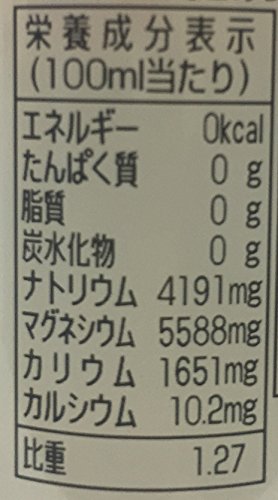 栄養成分表示
(100ml当たり)
エネルギー 0kcal
たんぱく質 0 g
脂質 0 g
炭水化物 0 g
ナトリウム 4191mg
マグネシウム 5588mg
カリウム 1651mg
カルシウム 10.2mg
比重 1.27